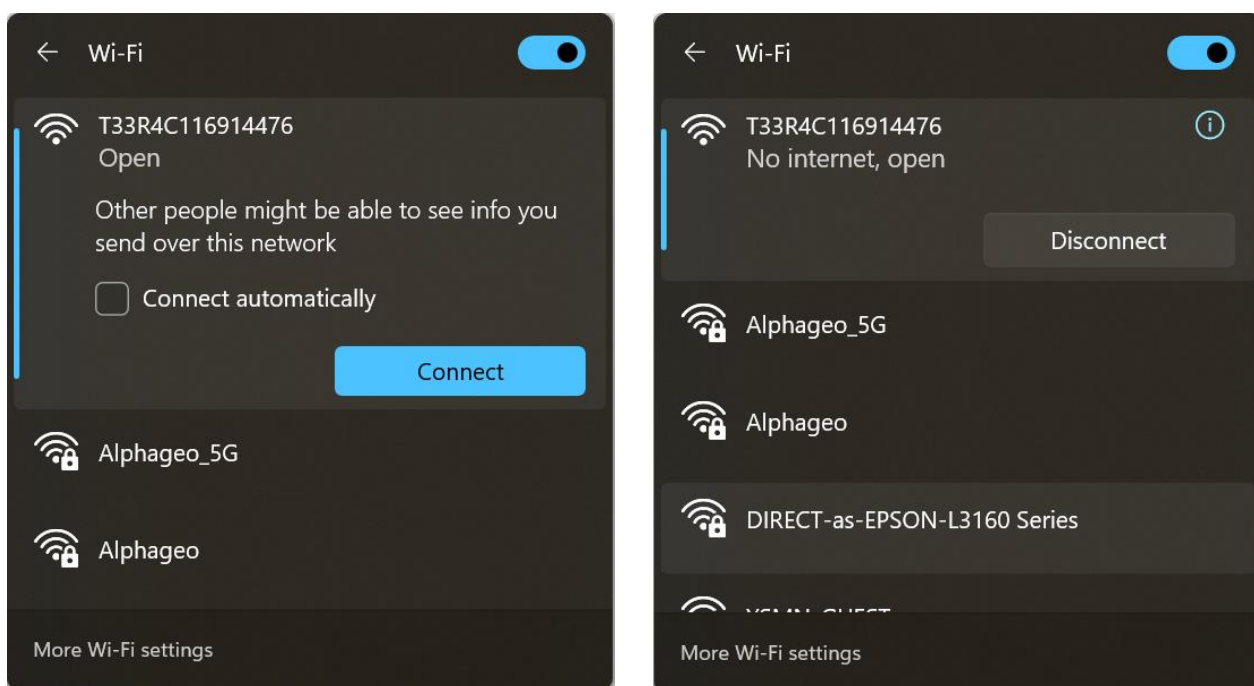 Wi-Fi
T33R4C116914476
Open
Other people might be able to see info you
send over this network
Connect automatically
Connect
Alphageo_5G
Alphageo
More Wi-Fi settings
Wi-Fi
T33R4C116914476
No internet, open
Disconnect
Alphageo_5G
Alphageo
DIRECT-as-EPSON-L3160 Series
More Wi-Fi settings